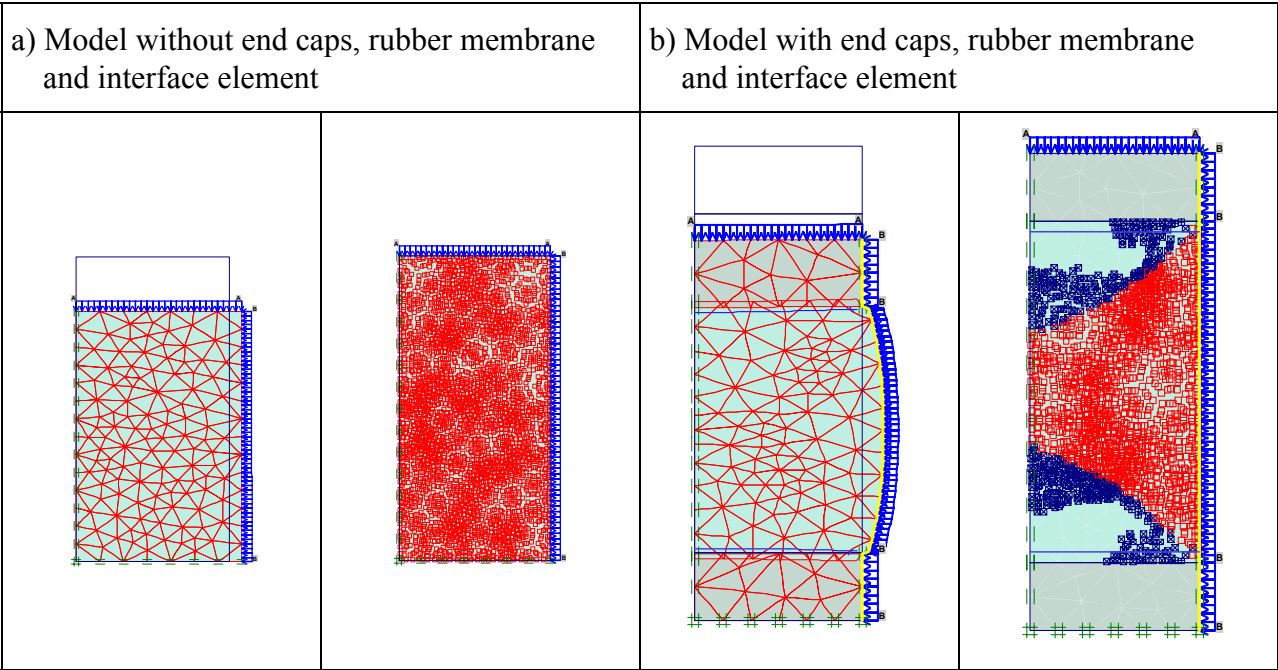 a) Model without end caps, rubber membrane
and interface element
b) Model with end caps, rubber membrane
and interface element
A A
B
B
A A
B
B
A A
B
B
B
B
A A
B
B
B
B